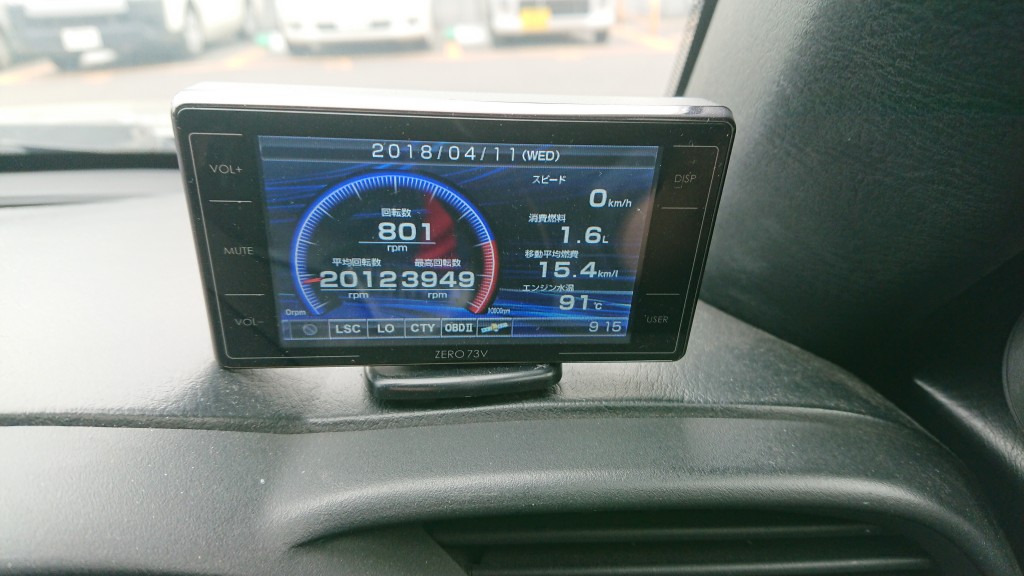 VOL+
MUTE
VOL-
2018/04/11(WED)
回転数
801
rpm
平均回転数 最高回転数
2012 3949
rpm rpm
0rpm 10000rpm
スピード
0km/h
消費燃料
1.6L
移動平均燃費
15.4km/l
エンジン水温
91℃
LSC LO CTY OBDII
9 15
DISP
USER
ZERO 73V